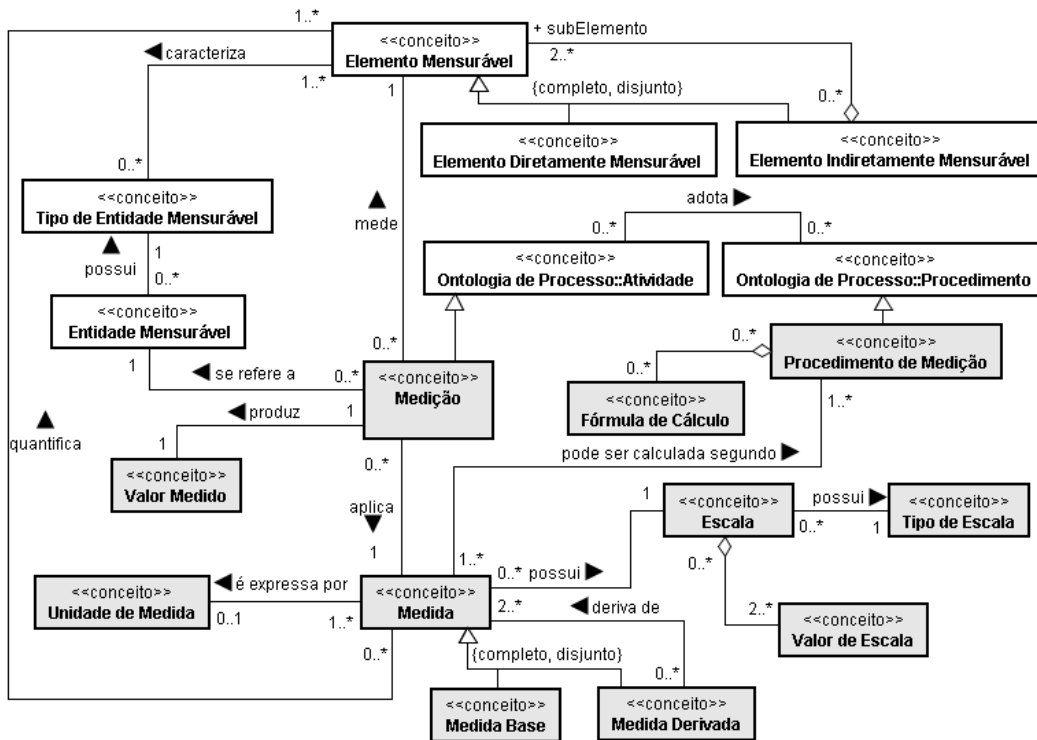 1..*
<<conceito>>
Elemento Mensurável
+ subElemento
2..*
caracteriza
1..*
1
{completo, disjunto}
0..*
<<conceito>>
Elemento Diretamente Mensurável
<<conceito>>
Elemento Indiretamente Mensurável
0..*
<<conceito>>
Tipo de Entidade Mensurável
mede
adota
0..*
0..*
possui
1
0..*
<<conceito>>
Ontologia de Processo::Atividade
<<conceito>>
Ontologia de Processo::Procedimento
<<conceito>>
Entidade Mensurável
1
se refere a
0..*
0..*
<<conceito>>
Medição
0..*
<<conceito>>
Procedimento de Medição
0..*
1..*
<<conceito>>
Fórmula de Cálculo
quantifica
produz
1
1
<<conceito>>
Valor Medido
0..*
pode ser calculada segundo
aplica
1
1..*
1
<<conceito>>
Escala
possui
0..*
1
<<conceito>>
Tipo de Escala
0..*
<<conceito>>
Unidade de Medida
é expressa por
0..1
1..*
<<conceito>>
Medida
0..*
possui
2..*
deriva de
2..*
<<conceito>>
Valor de Escala
0..*
{completo, disjunto}
0..*
<<conceito>>
Medida Base
<<conceito>>
Medida Derivada